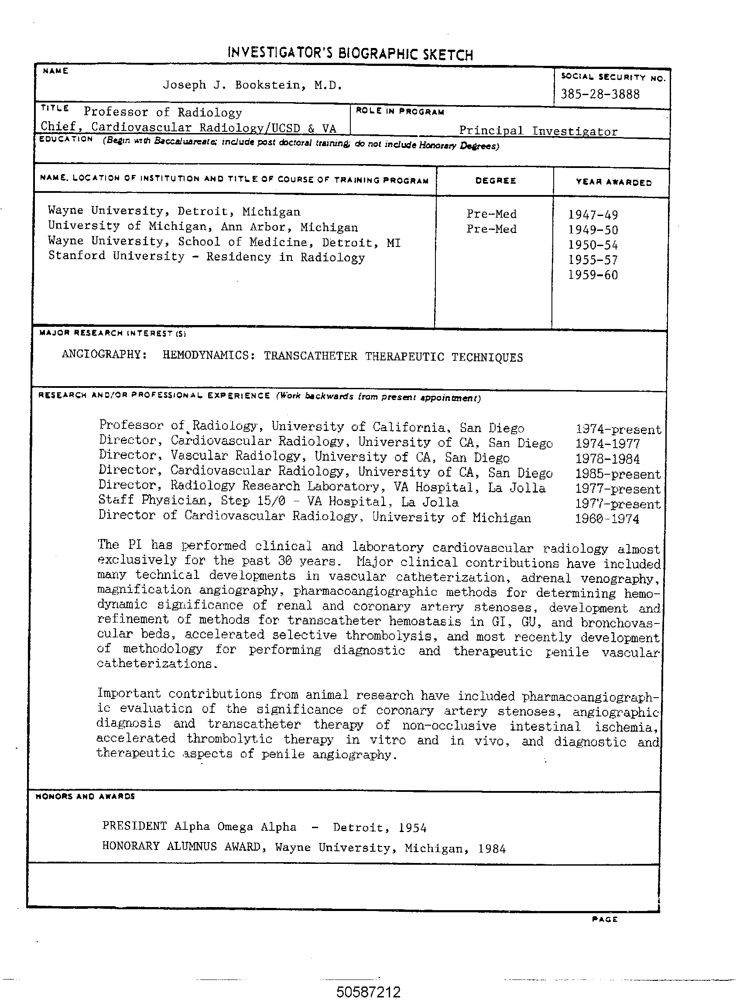 INVESTIGATOR'S BIOGRAPHIC SKETCH
NAME
Joseph J. Bookstein, M.D.
SOCIAL SECURITY NO.
385-28-3888
TITLE Professor of Radiology
Chief, Cardiovascular Radiology/UCSD & VA
ROLE IN PROGRAM
Principal Investigator
EDUCATION (Begin with Baccalaureate; include post doctoral training; do not include Honorary Degrees)
NAME, LOCATION OF INSTITUTION AND TITLE OF COURSE OF TRAINING PROGRAM DEGREE YEAR AWARDED
Wayne University, Detroit, Michigan Pre-Med 1947-49
University of Michigan, Ann Arbor, Michigan Pre-Med 1949-50
Wayne University, School of Medicine, Detroit, MI 1950-54
Stanford University - Residency in Radiology 1955-57
1959-60
MAJOR RESEARCH INTEREST(S)
ANGIOGRAPHY: HEMODYNAMICS: TRANSCATHETER THERAPEUTIC TECHNIQUES
RESEARCH AND/OR PROFESSIONAL EXPERIENCE (Work backwards from present appointment)
Professor of Radiology, University of California, San Diego 1974-present
Director, Cardiovascular Radiology, University of CA, San Diego 1974-1977
Director, Vascular Radiology, University of CA, San Diego 1978-1984
Director, Cardiovascular Radiology, University of CA, San Diego 1985-present
Director, Radiology Research Laboratory, VA Hospital, La Jolla 1977-present
Staff Physician, Step 15/0 - VA Hospital, La Jolla 1977-present
Director of Cardiovascular Radiology, University of Michigan 1960-1974
The PI has performed clinical and laboratory cardiovascular radiology almost
exclusively for the past 30 years. Major clinical contributions have included
many technical developments in vascular catheterization, adrenal venography,
magnification angiography, pharmacoangiographic methods for determining hemo-
dynamic significance of renal and coronary artery stenoses, development and
refinement of methods for transcatheter hemostasis in GI, GU, and bronchovas-
cular beds, accelerated selective thrombolysis, and most recently development
of methodology for performing diagnostic and therapeutic penile vascular
catheterizations.
Important contributions from animal research have included pharmacoangiograph-
ic evaluation of the significance of coronary artery stenoses, angiographic
diagnosis and transcatheter therapy of non-occlusive intestinal ischemia,
accelerated thrombolytic therapy in vitro and in vivo, and diagnostic and
therapeutic aspects of penile angiography.
HONORS AND AWARDS
PRESIDENT Alpha Omega Alpha - Detroit, 1954
HONORARY ALUMNUS AWARD, Wayne University, Michigan, 1984
PAGE
50587212